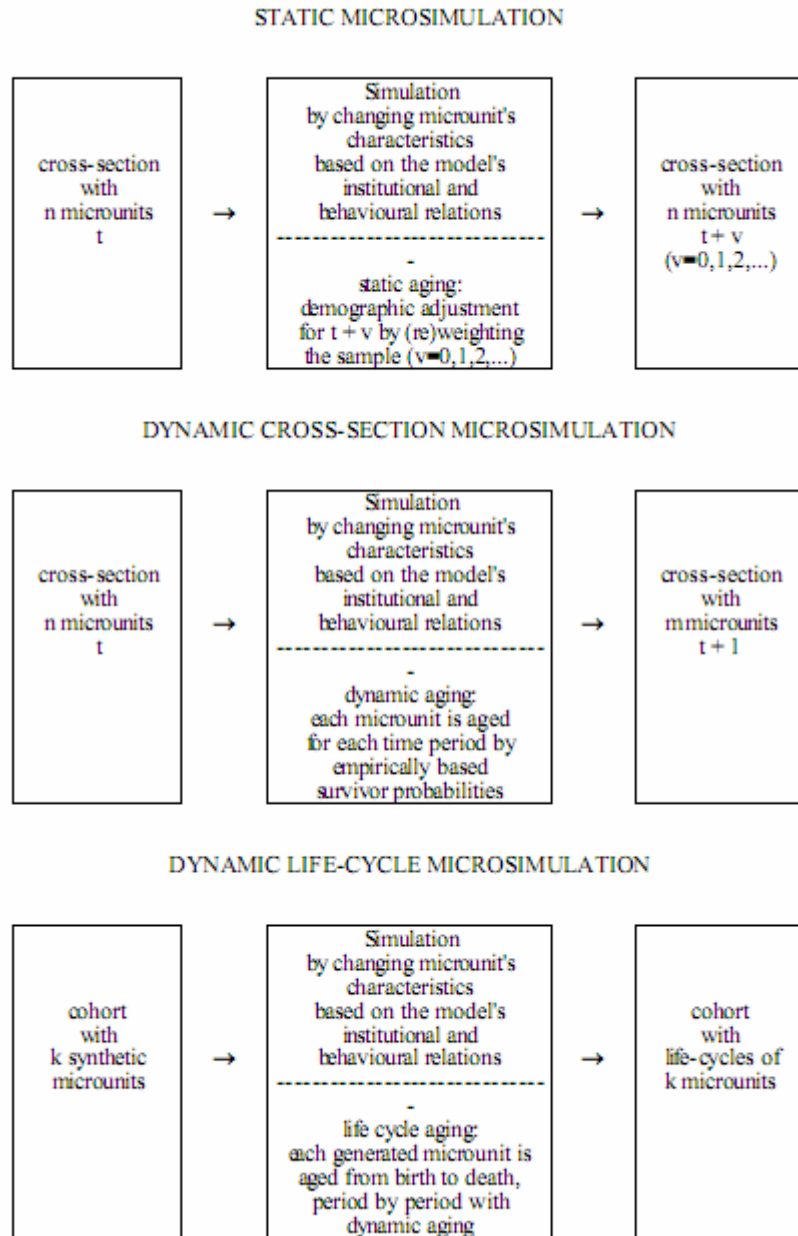 STATIC MICROSIMULATION
cross-section
with
n microunits
t
→
Simulation
by changing microunit's
characteristics
based on the model's
institutional and
behavioural relations
-------------------------------
-
static aging:
demographic adjustment
for t + v by (re)weighting
the sample (v=0,1,2,...)
→
cross-section
with
n microunits
t + v
(v=0,1,2,...)
DYNAMIC CROSS-SECTION MICROSIMULATION
cross-section
with
n microunits
t
→
Simulation
by changing microunit's
characteristics
based on the model's
institutional and
behavioural relations
-------------------------------
-
dynamic aging:
each microunit is aged
for each time period by
empirically based
survivor probabilities
→
cross-section
with
m microunits
t + 1
DYNAMIC LIFE-CYCLE MICROSIMULATION
cohort
with
k synthetic
microunits
→
Simulation
by changing microunit's
characteristics
based on the model's
institutional and
behavioural relations
-------------------------------
-
life cycle aging:
each generated microunit is
aged from birth to death,
period by period with
dynamic aging
→
cohort
with
life-cycles of
k microunits